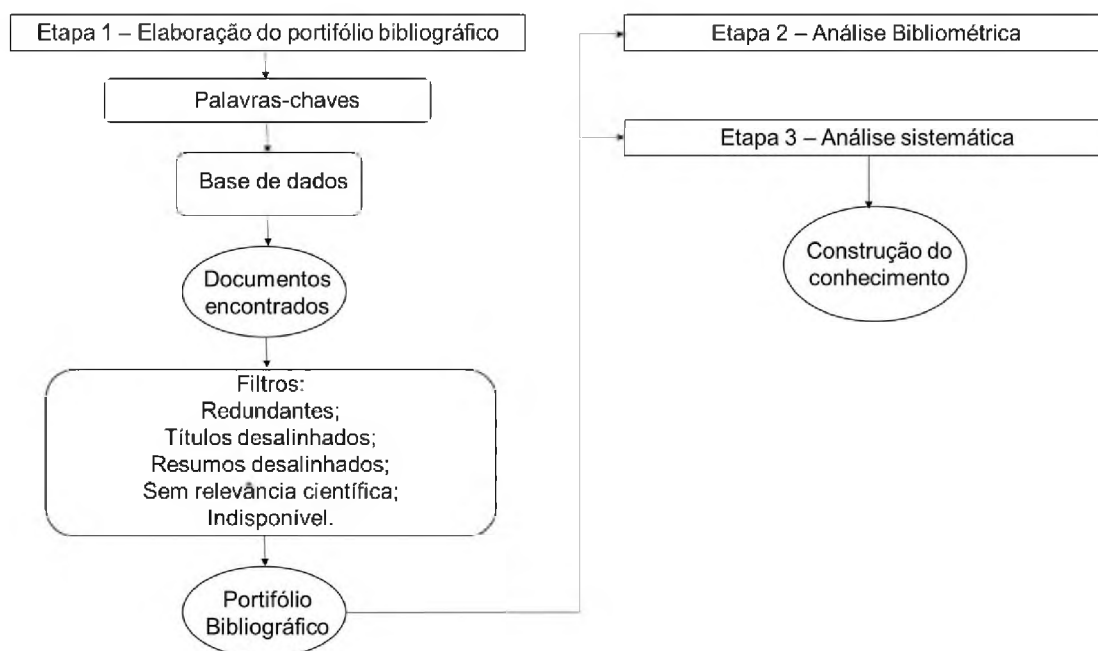 Etapa 1 – Elaboração do portifólio bibliográfico
Palavras-chaves
Base de dados
Documentos
encontrados
Filtros:
Redundantes;
Títulos desalinhados;
Resumos desalinhados;
Sem relevância científica;
Indisponível.
Portifólio
Bibliográfico
Etapa 2 – Análise Bibliométrica
Etapa 3 – Análise sistemática
Construção do
conhecimento